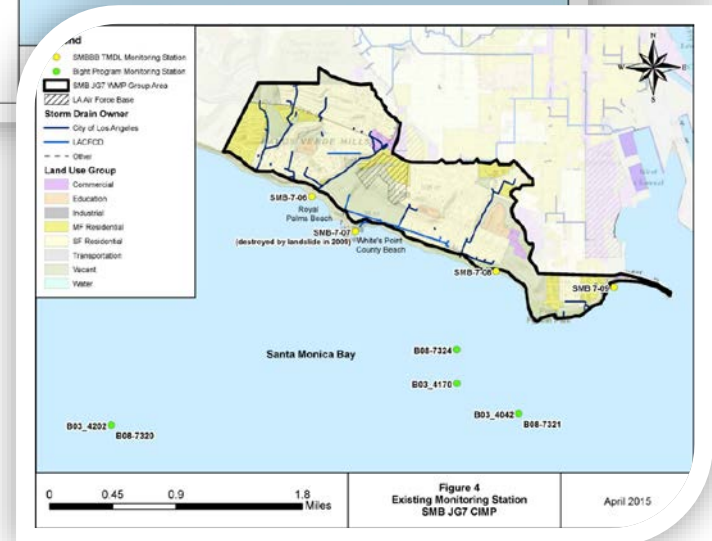 SMBBB TMDL Monitoring Station
Bight Program Monitoring Station
SMB JG7 WMP Group Area
LA Air Force Base
Storm Drain Owner
City of Los Angeles
LACFCD
Other
Land Use Group
Commercial
Education
Industrial
MF Residential
SF Residential
Transportation
Vacant
Water
N
W
E
S
VERDE HILLS
SMB-7-06
Royal
Palms Beach
SMB-7-07
(destroyed by landslide in 2009)
White's Point
County Beach
SMB-7-08
SMB 7-09
Santa Monica Bay
B08-7324
B03_4170
B03_4042
B08-7321
B03_4202
B08-7320
0 0.45 0.9 1.8
Miles
Figure 4
Existing Monitoring Station
SMB JG7 CIMP
April 2015